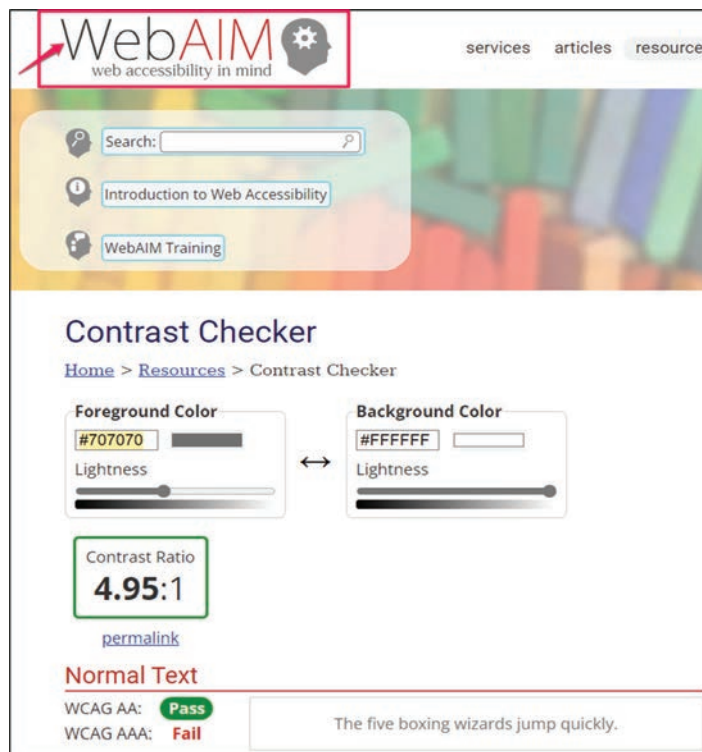 WebAIM
web accessibility in mind
services articles resource
Search:
Introduction to Web Accessibility
WebAIM Training
Contrast Checker
Home > Resources > Contrast Checker
Foreground Color
#707070
Lightness
Background Color
#FFFFFF
Lightness
Contrast Ratio
4.95:1
permalink
Normal Text
WCAG AA: Pass
WCAG AAA: Fail
The five boxing wizards jump quickly.